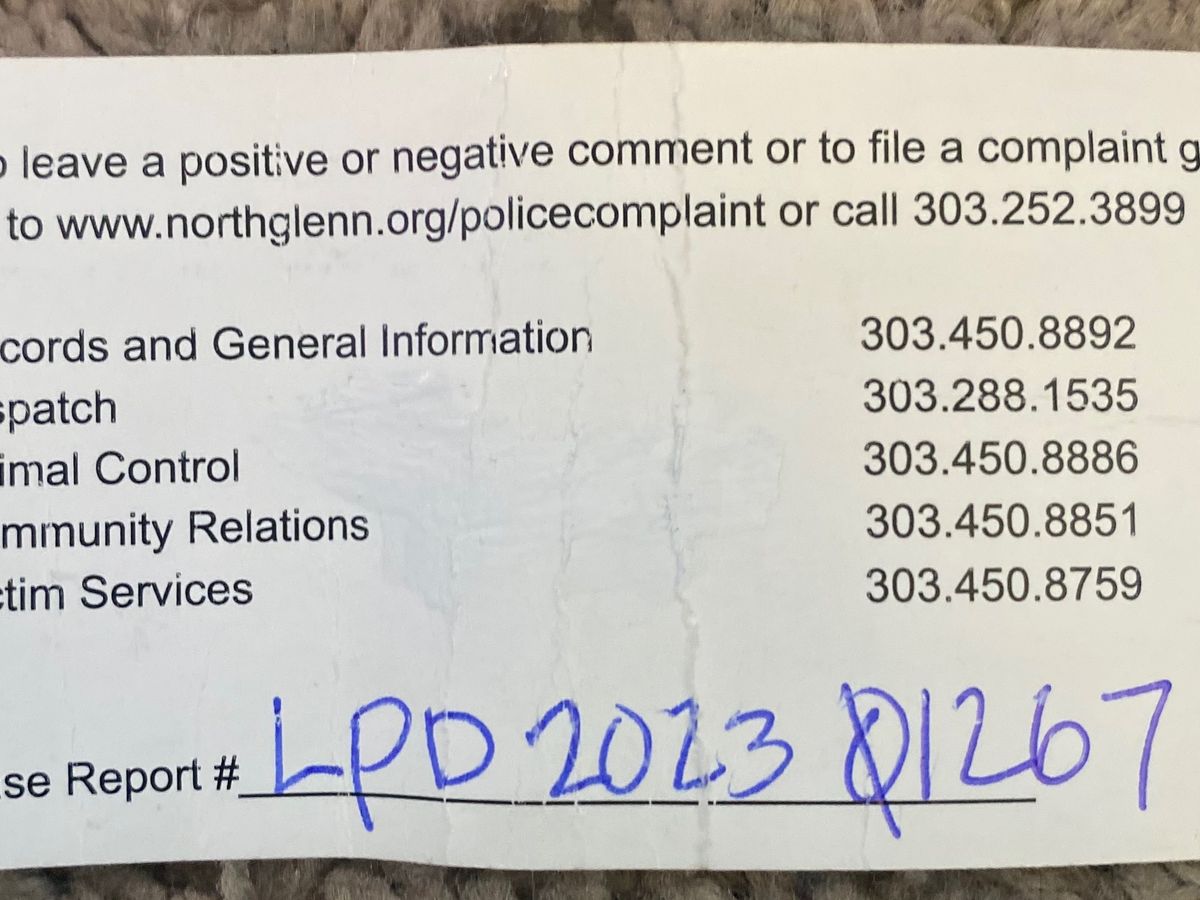 o leave a positive or negative comment or to file a complaint g
to www.northglenn.org/policecomplaint or call 303.252.3899
cords and General Information 303.450.8892
spatch 303.288.1535
imal Control 303.450.8886
mmunity Relations 303.450.8851
ctim Services 303.450.8759
se Report # LPD 2023 01267